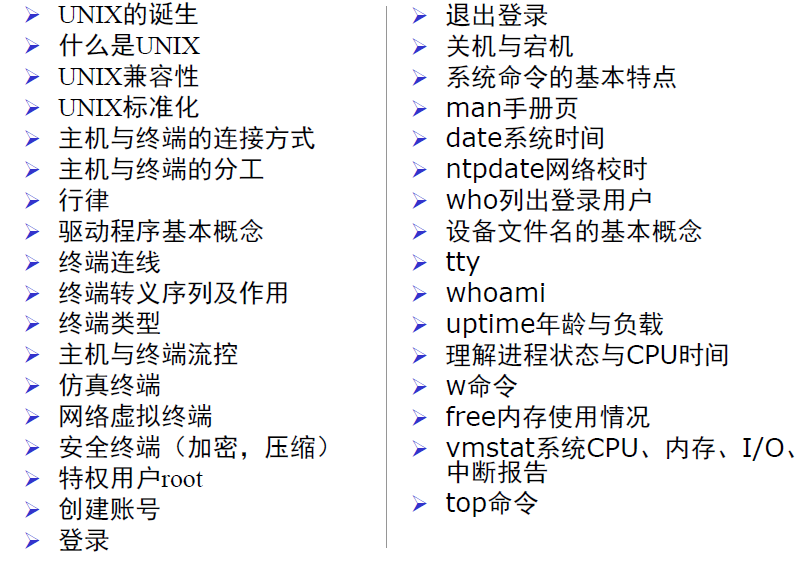 UNIX的诞生
什么是UNIX
UNIX兼容性
UNIX标准化
主机与终端的连接方式
主机与终端的分工
行律
驱动程序基本概念
终端连线
终端转义序列及作用
终端类型
主机与终端流控
仿真终端
网络虚拟终端
安全终端（加密，压缩）
特权用户root
创建账号
登录
退出登录
关机与宕机
系统命令的基本特点
man手册页
date系统时间
ntpdate网络校时
who列出登录用户
设备文件名的基本概念
tty
whoami
uptime年龄与负载
理解进程状态与CPU时间
w命令
free内存使用情况
vmstat系统CPU、内存、I/O、
中断报告
top命令